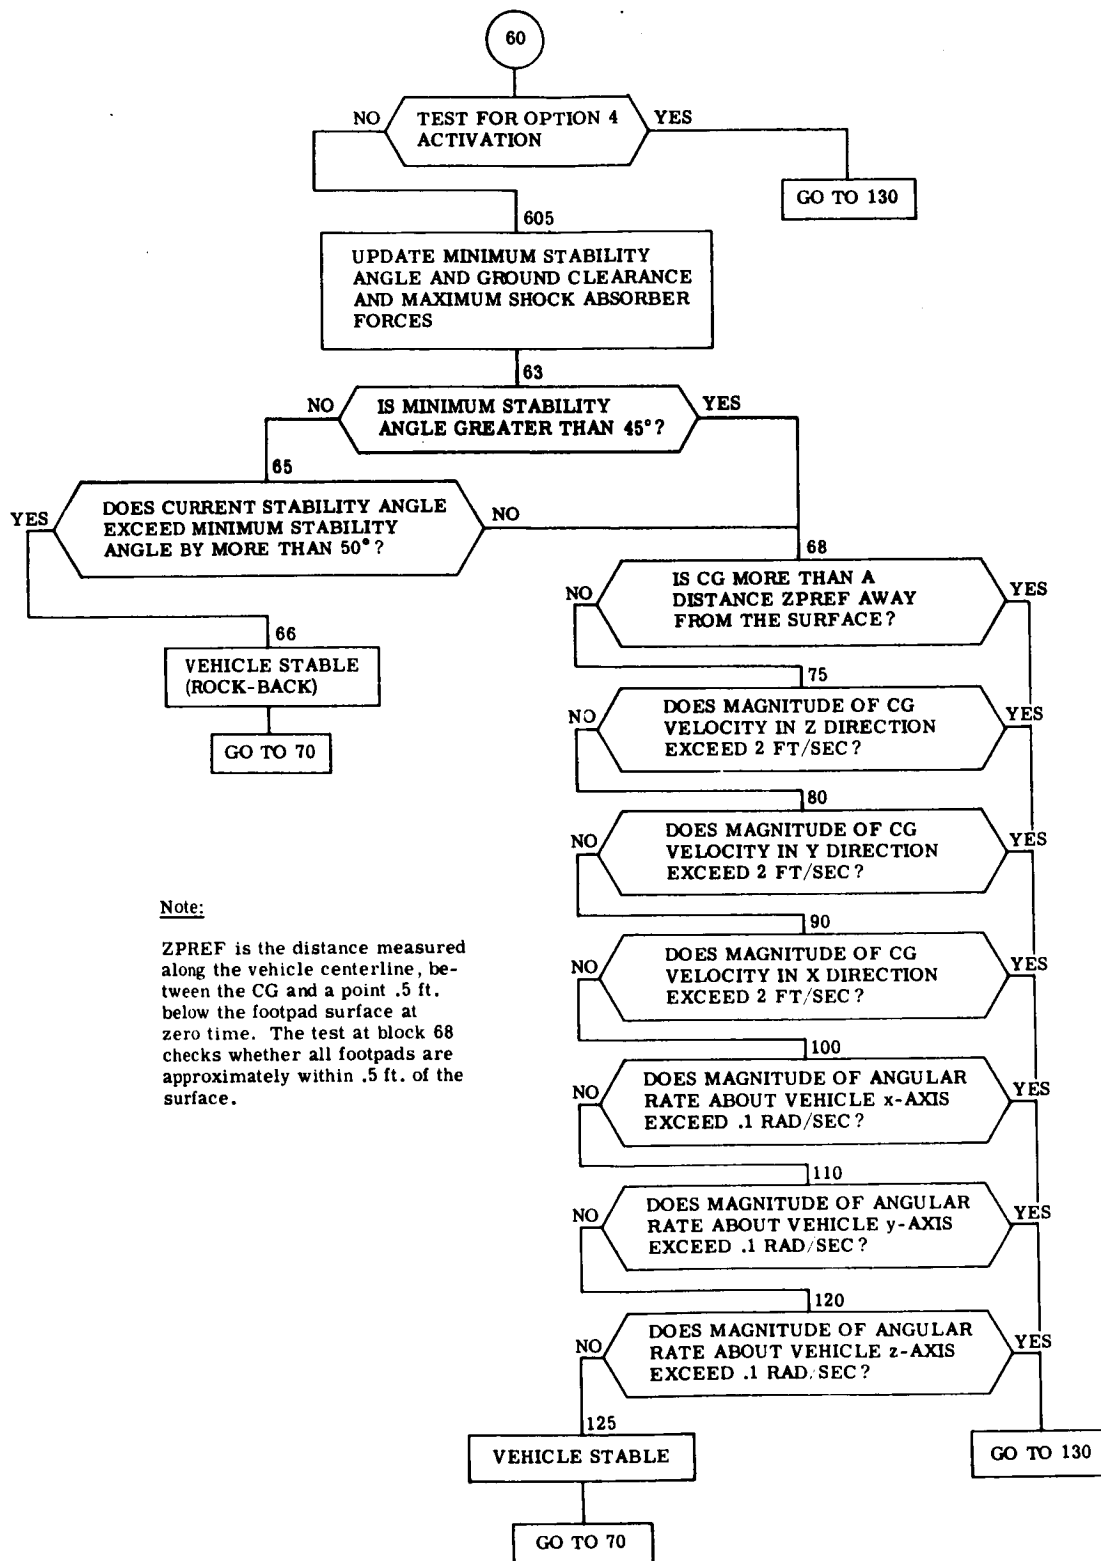 60
NO
TEST FOR OPTION 4
ACTIVATION
YES
GO TO 130
605
UPDATE MINIMUM STABILITY
ANGLE AND GROUND CLEARANCE
AND MAXIMUM SHOCK ABSORBER
FORCES
63
NO
IS MINIMUM STABILITY
ANGLE GREATER THAN 45°?
YES
65
YES
DOES CURRENT STABILITY ANGLE
EXCEED MINIMUM STABILITY
ANGLE BY MORE THAN 50°?
NO
66
VEHICLE STABLE
(ROCK-BACK)
GO TO 70
68
NO
IS CG MORE THAN A
DISTANCE ZPREF AWAY
FROM THE SURFACE?
YES
75
NO
DOES MAGNITUDE OF CG
VELOCITY IN Z DIRECTION
EXCEED 2 FT/SEC?
YES
80
NO
DOES MAGNITUDE OF CG
VELOCITY IN Y DIRECTION
EXCEED 2 FT/SEC?
YES
90
NO
DOES MAGNITUDE OF CG
VELOCITY IN X DIRECTION
EXCEED 2 FT/SEC?
YES
Note:
ZPREF is the distance measured
along the vehicle centerline, be-
tween the CG and a point .5 ft.
below the footpad surface at
zero time. The test at block 68
checks whether all footpads are
approximately within .5 ft. of the
surface.
100
NO
DOES MAGNITUDE OF ANGULAR
RATE ABOUT VEHICLE x-AXIS
EXCEED .1 RAD/SEC?
YES
110
NO
DOES MAGNITUDE OF ANGULAR
RATE ABOUT VEHICLE y-AXIS
EXCEED .1 RAD/SEC?
YES
120
NO
DOES MAGNITUDE OF ANGULAR
RATE ABOUT VEHICLE z-AXIS
EXCEED .1 RAD/SEC?
YES
125
VEHICLE STABLE
GO TO 130
GO TO 70